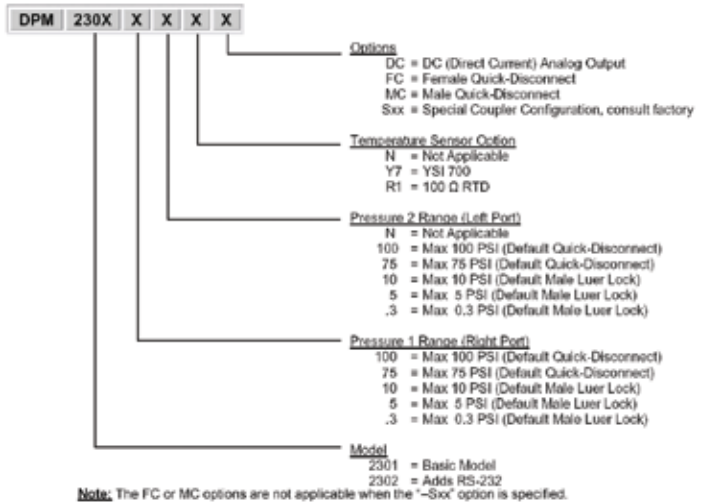 DPM 230X X X X X
Options
DC = DC (Direct Current) Analog Output
FC = Female Quick-Disconnect
MC = Male Quick-Disconnect
Sxx = Special Coupler Configuration, consult factory
Temperature Sensor Option
N = Not Applicable
Y7 = YSI 700
R1 = 100 Ω RTD
Pressure 2 Range (Left Port)
N = Not Applicable
100 = Max 100 PSI (Default Quick-Disconnect)
75 = Max 75 PSI (Default Quick-Disconnect)
10 = Max 10 PSI (Default Male Luer Lock)
5 = Max 5 PSI (Default Male Luer Lock)
.3 = Max 0.3 PSI (Default Male Luer Lock)
Pressure 1 Range (Right Port)
100 = Max 100 PSI (Default Quick-Disconnect)
75 = Max 75 PSI (Default Quick-Disconnect)
10 = Max 10 PSI (Default Male Luer Lock)
5 = Max 5 PSI (Default Male Luer Lock)
.3 = Max 0.3 PSI (Default Male Luer Lock)
Model
2301 = Basic Model
2302 = Adds RS-232
Note: The FC or MC options are not applicable when the "–Sxx" option is specified.